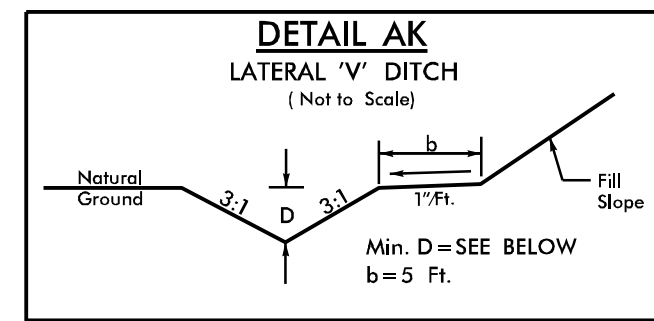 DETAIL AK
LATERAL 'V' DITCH
( Not to Scale)
b
Natural
Ground
3:1
D
3:1
1"/Ft.
Fill
Slope
Min. D = SEE BELOW
b = 5 Ft.